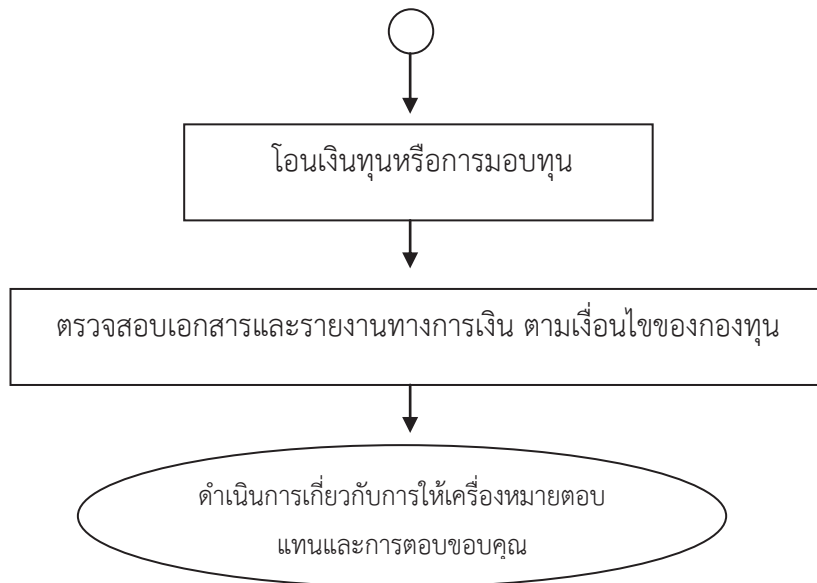 โอนเงินทุนหรือการมอบทุน
ตรวจสอบเอกสารและรายงานทางการเงิน ตามเงื่อนไขของกองทุน
ดำเนินการเกี่ยวกับการให้เครื่องหมายตอบ
แทนและการตอบขอบคุณ